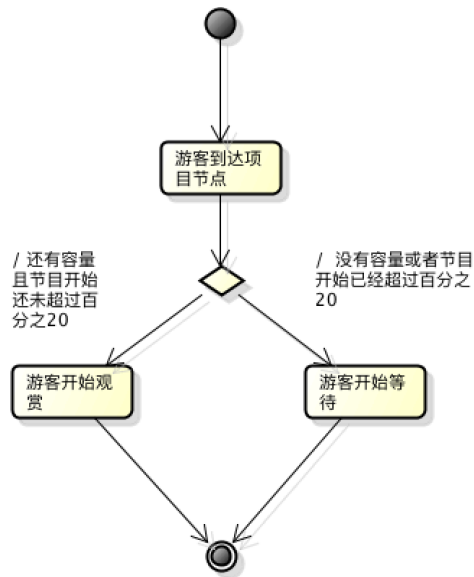 游客到达项
目节点
/ 还有容量
且节目开始
还未超过百
分之20
/ 没有容量或者节目
开始已经超过百分之
20
游客开始观
赏
游客开始等
待